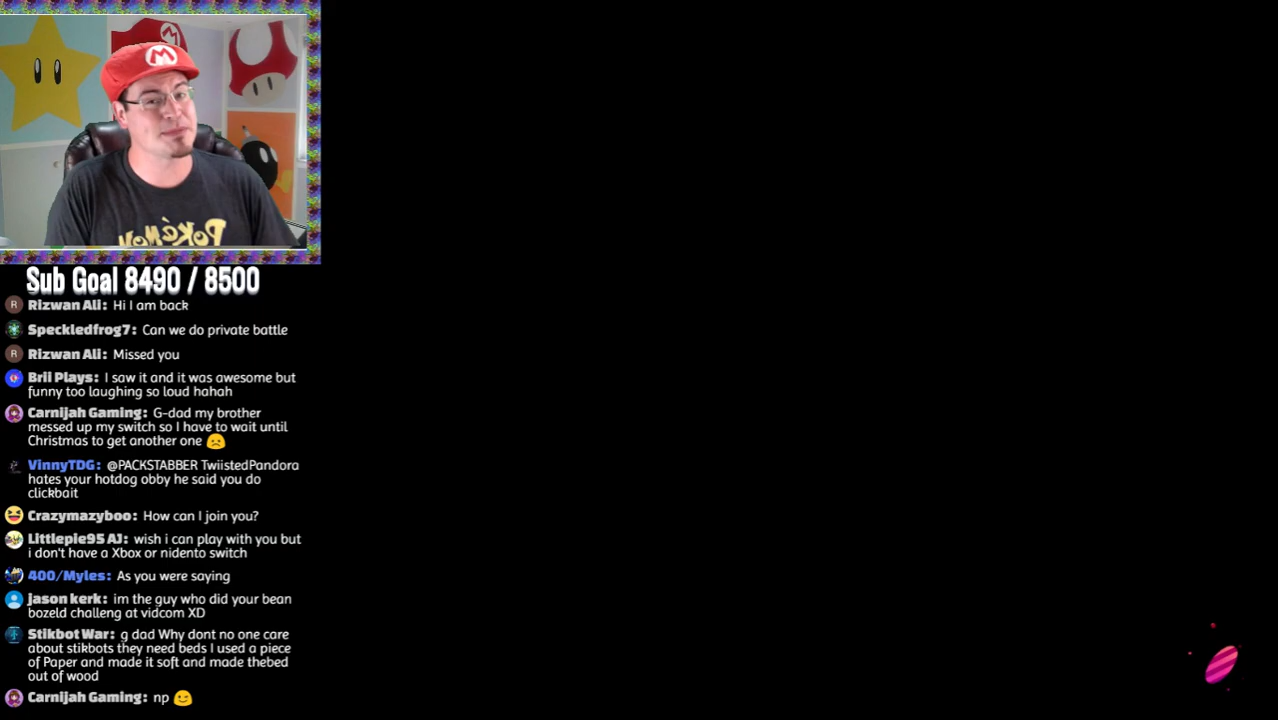 M
M
POKÉMON
Sub Goal 8490 / 8500
R Rizwan Ali: Hi I am back
Speckledfrog7: Can we do private battle
R Rizwan Ali: Missed you
Brii Plays: I saw it and it was awesome but
funny too laughing so loud hahah
Carnijah Gaming: G-dad my brother
messed up my switch so I have to wait until
Christmas to get another one
VinnyTDG: @PACKSTABBER TwiistedPandora
hates your hotdog obby he said you do
clickbait
Crazymazyboo: How can I join you?
Littlepie95 AJ: wish i can play with you but
i don't have a Xbox or nidento switch
400/Myles: As you were saying
jason kerk: im the guy who did your bean
bozeld challeng at vidcom XD
Stikbot War: g dad Why dont no one care
about stikbots they need beds I used a piece
of Paper and made it soft and made thebed
out of wood
Carnijah Gaming: np